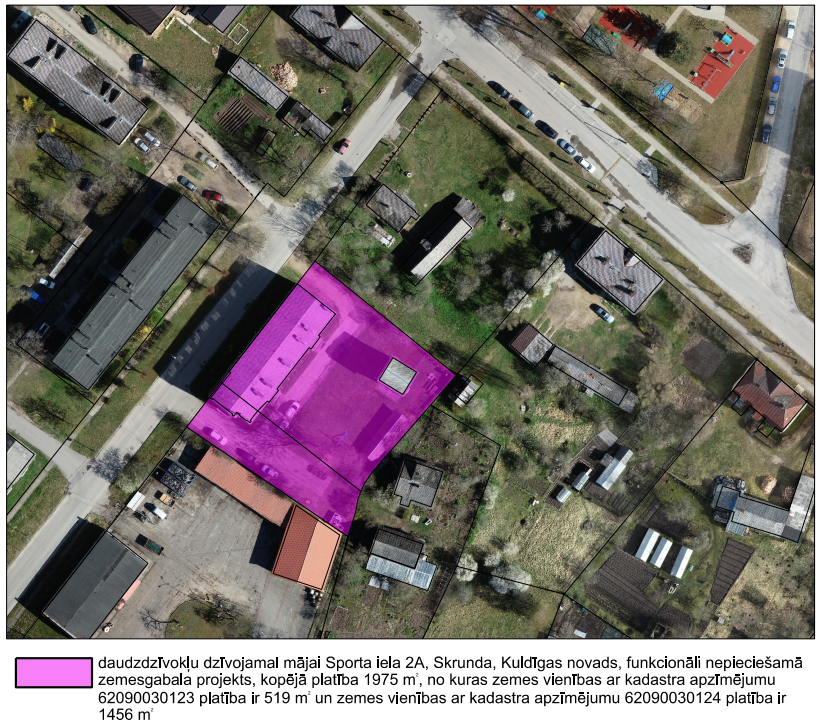 daudzdzīvokļu dzīvojamai mājai Sporta iela 2A, Skrunda, Kuldīgas novads, funkcionāli nepieciešamā
zemesgabala projekts, kopējā platība 1975 m², no kuras zemes vienības ar kadastra apzīmējumu
62090030123 platība ir 519 m² un zemes vienības ar kadastra apzīmējumu 62090030124 platība ir
1456 m²